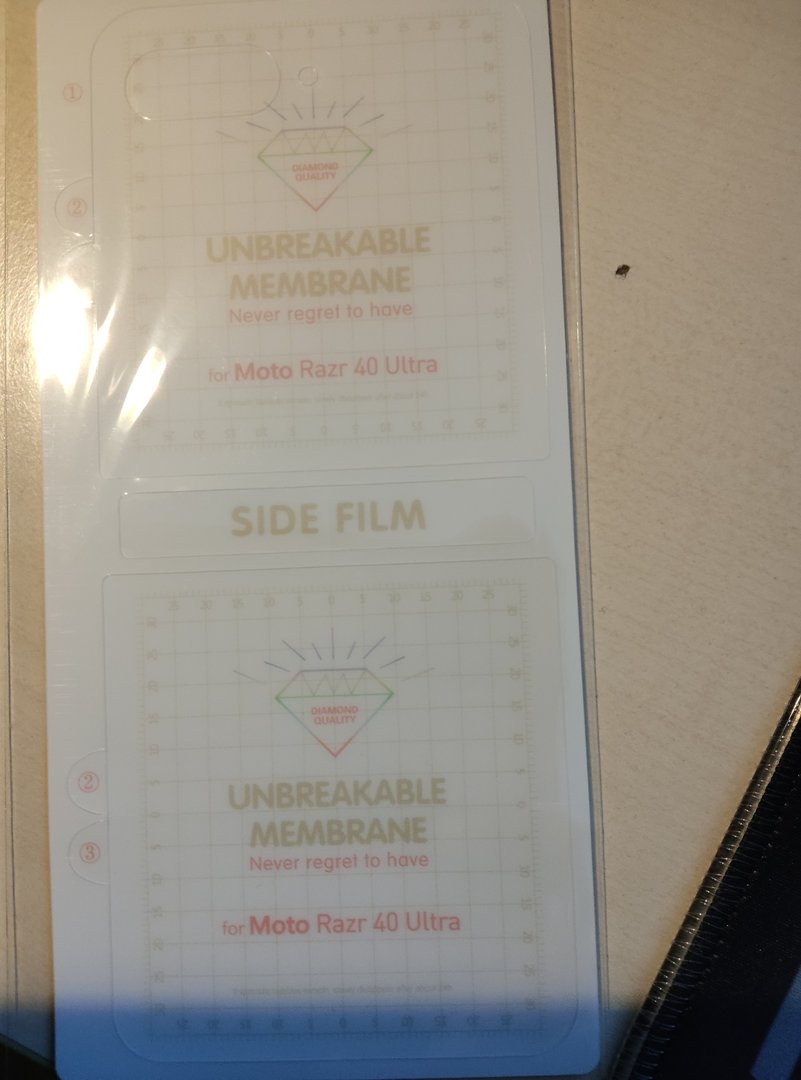 ①
DIAMOND
QUALITY
②
UNBREAKABLE
MEMBRANE
Never regret to have
for Moto Razr 40 Ultra
SIDE FILM
DIAMOND
QUALITY
②
UNBREAKABLE
MEMBRANE
③
Never regret to have
for Moto Razr 40 Ultra